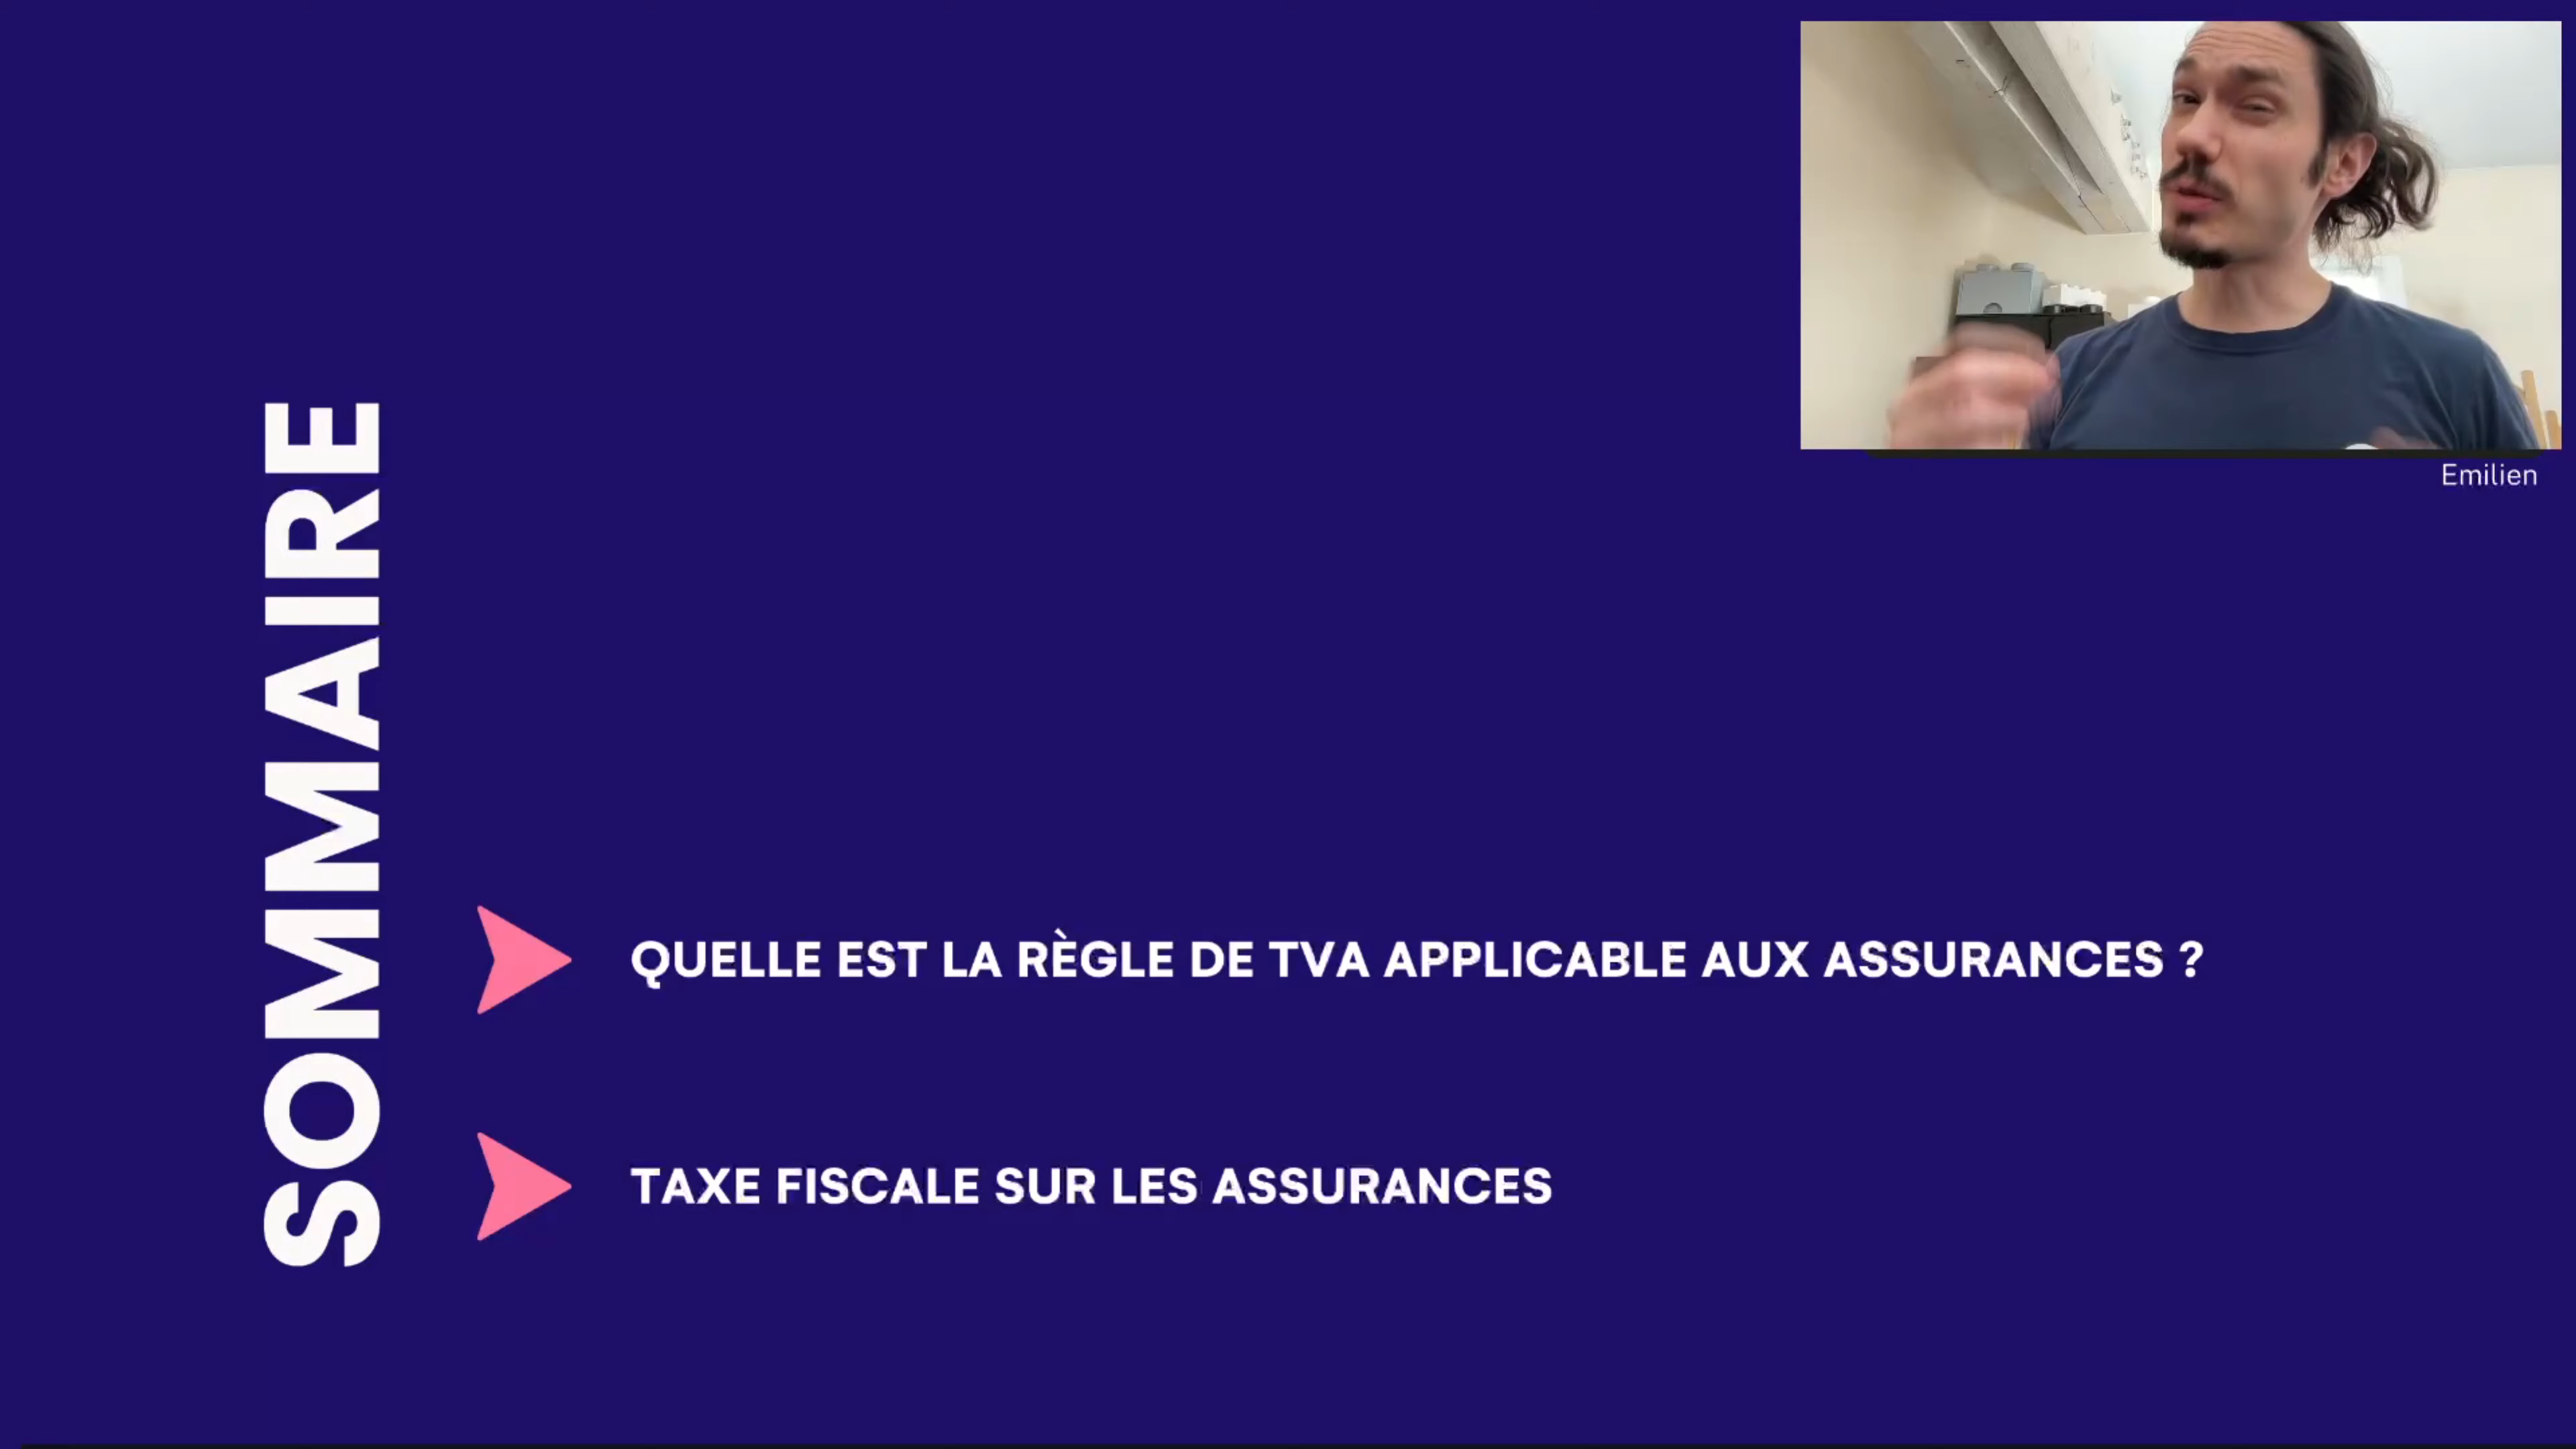 Emilien
SOMMAIRE
QUELLE EST LA RÈGLE DE TVA APPLICABLE AUX ASSURANCES ?
TAXE FISCALE SUR LES ASSURANCES